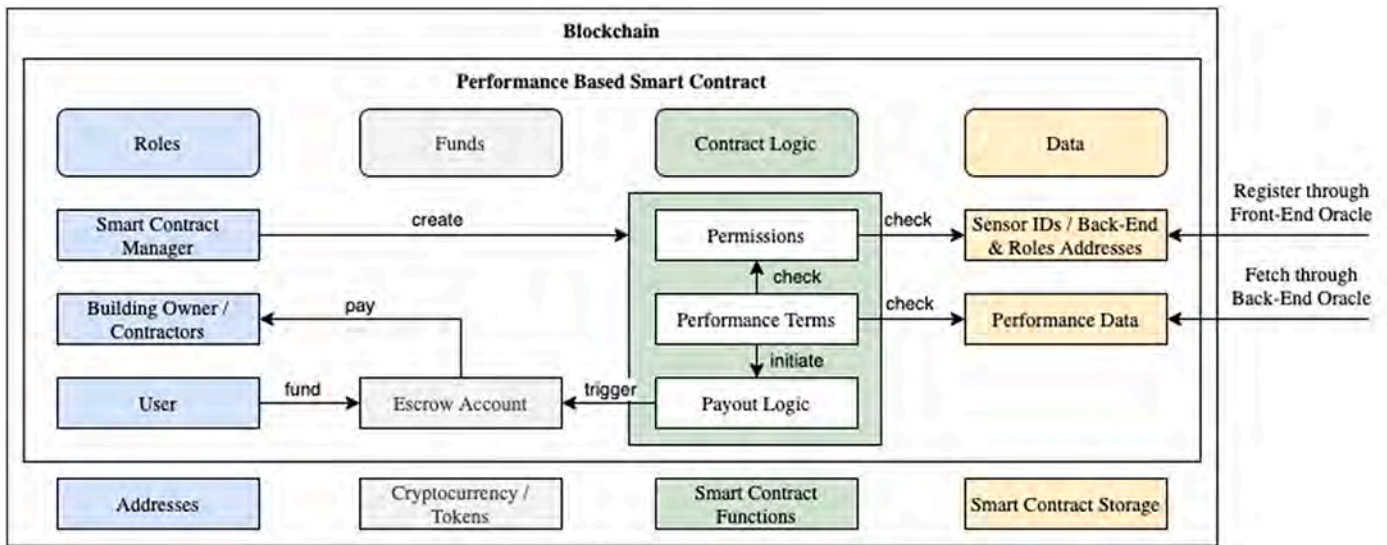 Blockchain
Performance Based Smart Contract
Roles
Funds
Contract Logic
Data
Smart Contract
Manager
create
Permissions
check
Sensor IDs / Back-End
& Roles Addresses
Register through
Front-End Oracle
check
Building Owner /
Contractors
pay
Performance Terms
check
Performance Data
Fetch through
Back-End Oracle
initiate
User
fund
Escrow Account
trigger
Payout Logic
Addresses
Cryptocurrency /
Tokens
Smart Contract
Functions
Smart Contract Storage